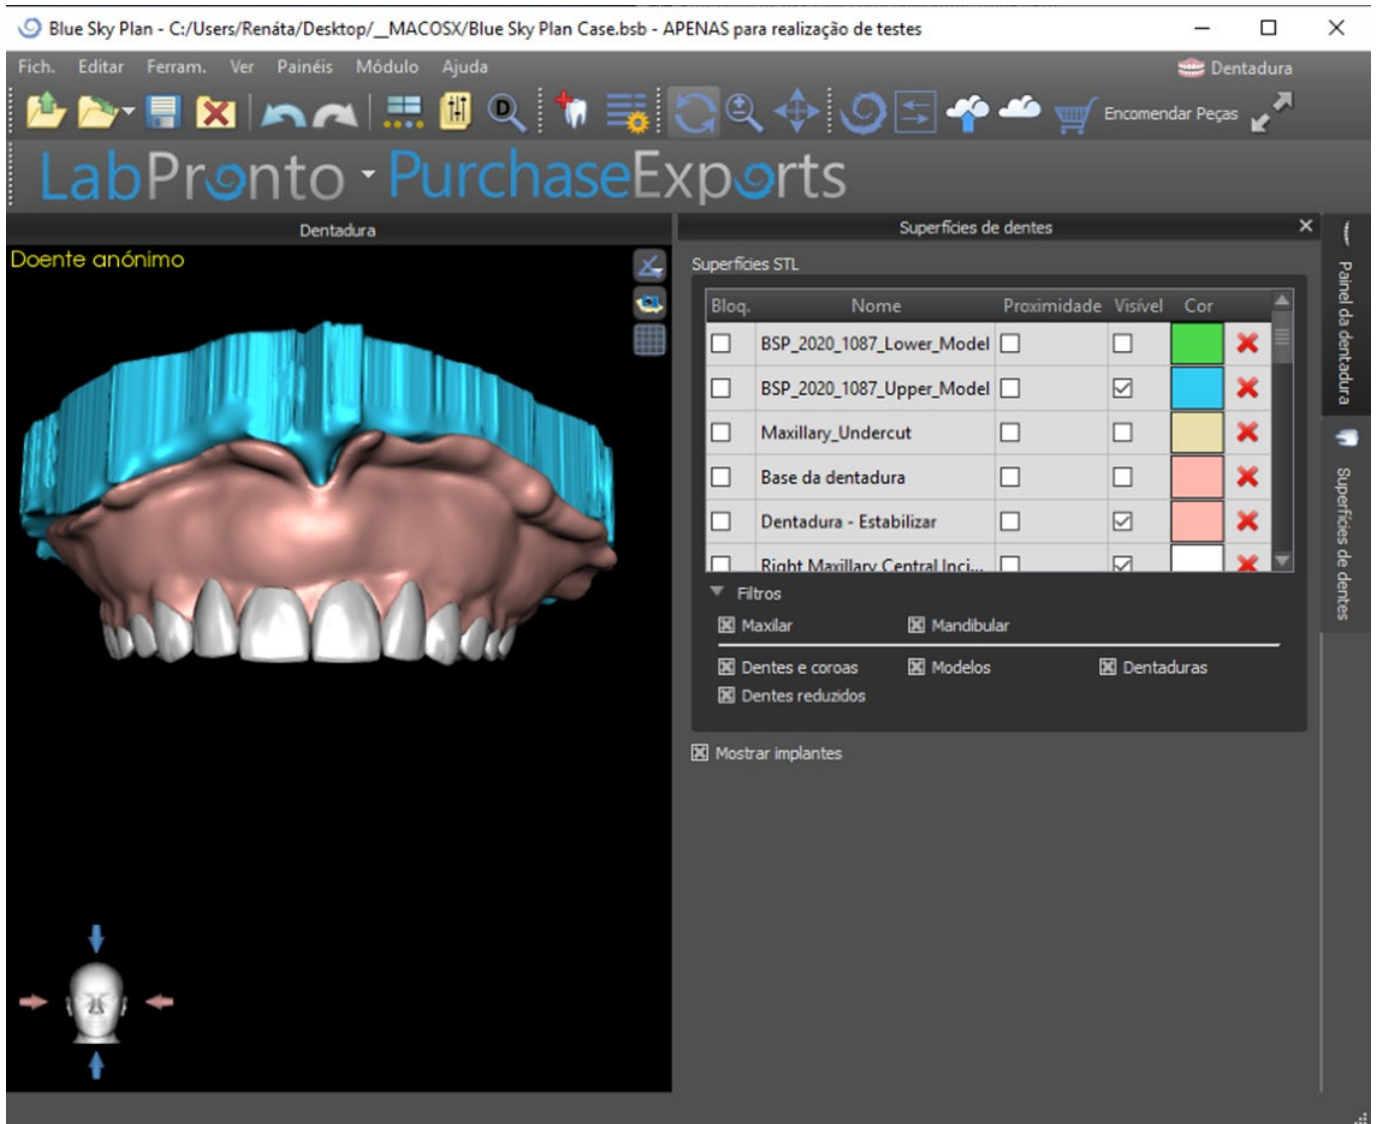 Blue Sky Plan - C:/Users/Renáta/Desktop/__MACOSX/Blue Sky Plan Case.bsb - APENAS para realização de testes
Fich. Editar Ferram. Ver Painéis Módulo Ajuda Dentadura
D Encomendar Peças
LabPronto - PurchaseExports
Dentadura
Doente anónimo
Superfícies de dentes
Superfícies STL
Bloq. Nome Proximidade Visível Cor
BSP_2020_1087_Lower_Model
BSP_2020_1087_Upper_Model
Maxillary_Undercut
Base da dentadura
Dentadura - Estabilizar
Right Maxillary Central Inci...
Filtros
Maxilar Mandibular
Dentes e coroas Modelos Dentaduras
Dentes reduzidos
Mostrar implantes
Painel da dentadura
Superfícies de dentes